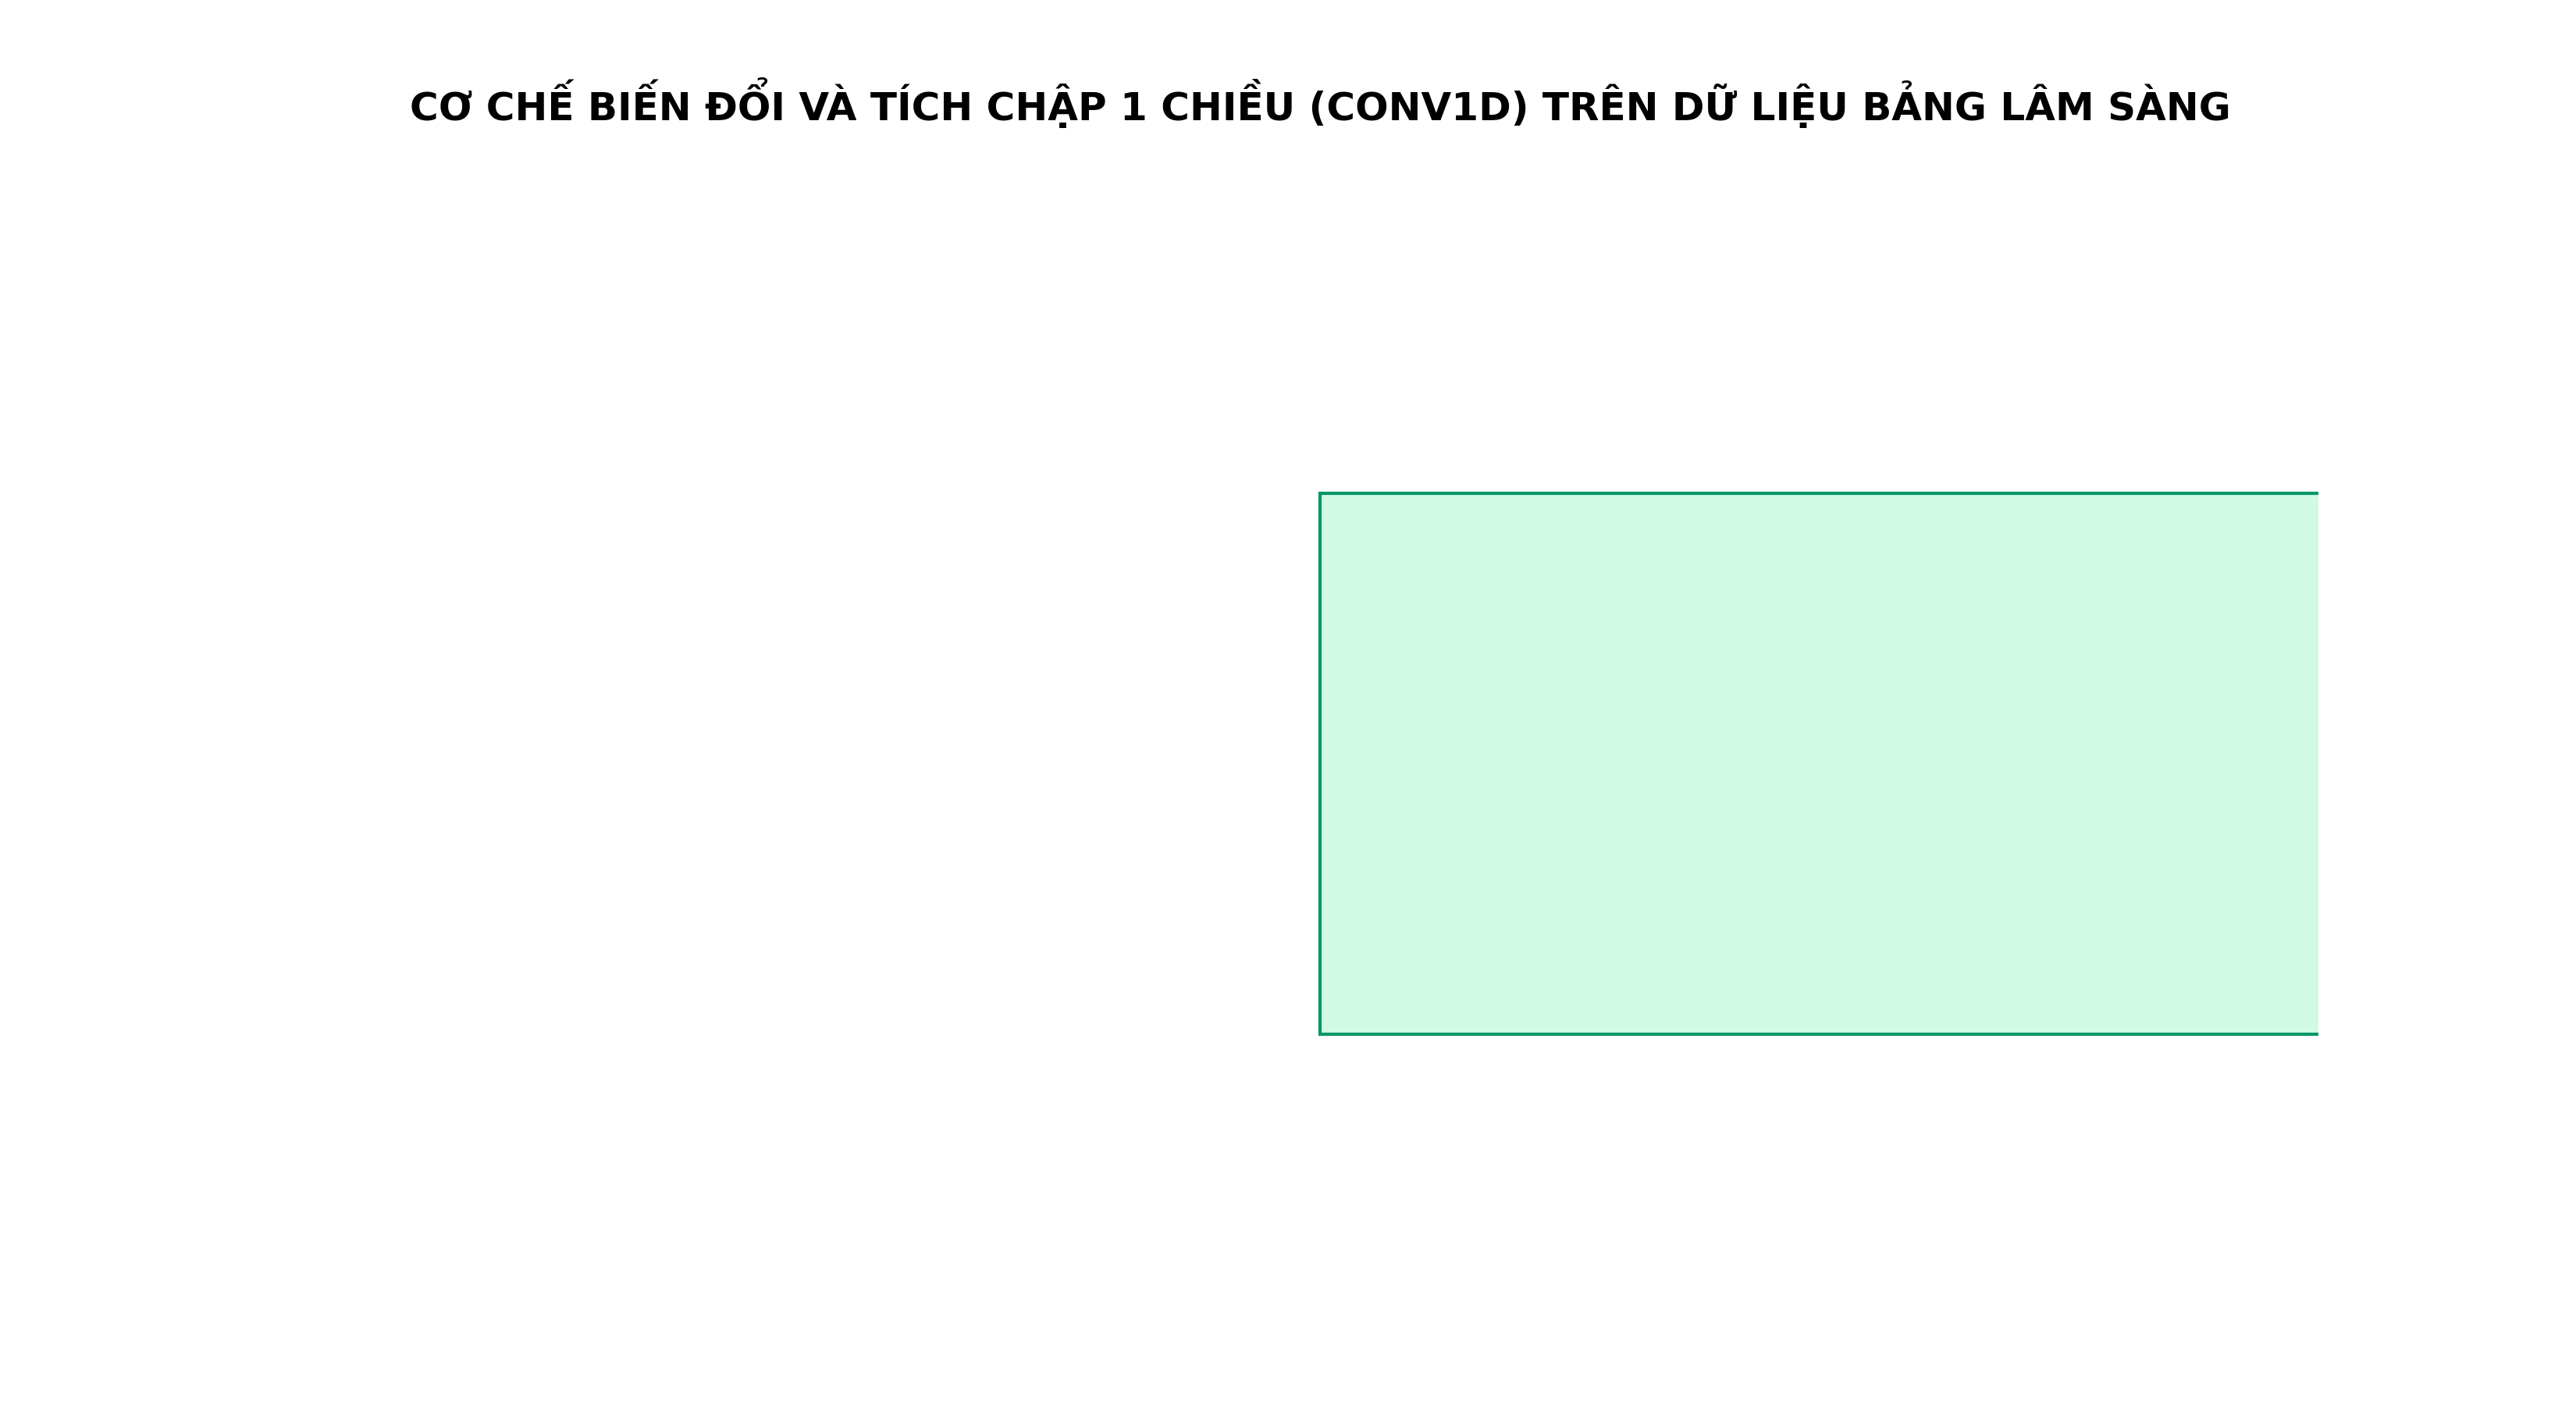 CƠ CHẾ BIẾN ĐỔI VÀ TÍCH CHẬP 1 CHIỀU (CONV1D) TRÊN DỮ LIỆU BẢNG LÂM SÀNG